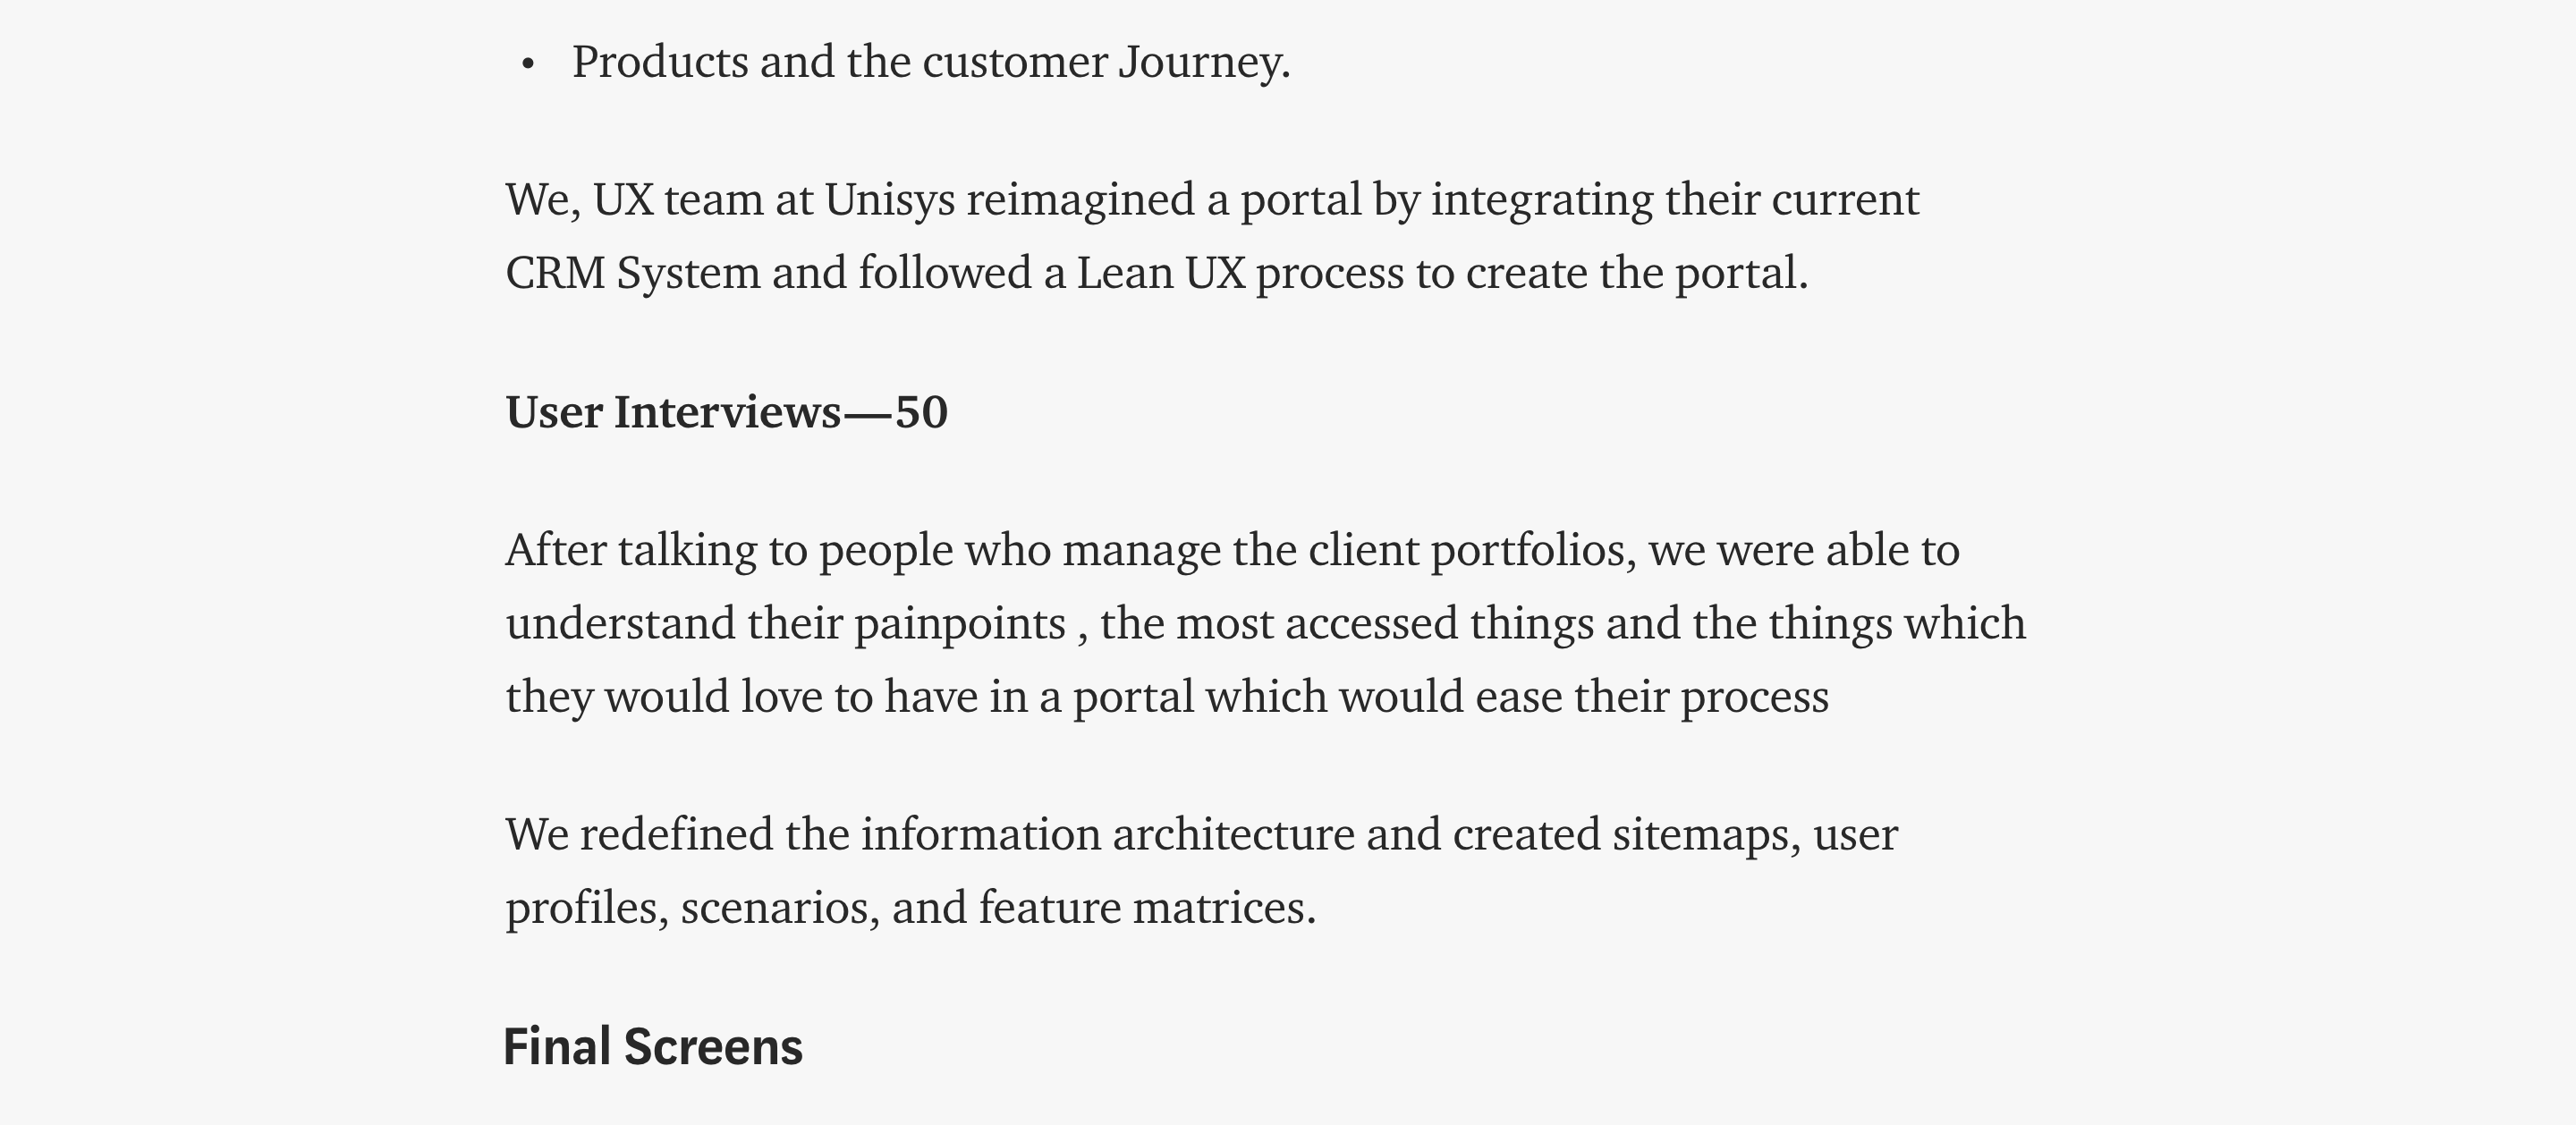 • Products and the customer Journey.
We, UX team at Unisys reimagined a portal by integrating their current
CRM System and followed a Lean UX process to create the portal.
User Interviews—50
After talking to people who manage the client portfolios, we were able to
understand their painpoints , the most accessed things and the things which
they would love to have in a portal which would ease their process
We redefined the information architecture and created sitemaps, user
profiles, scenarios, and feature matrices.
Final Screens